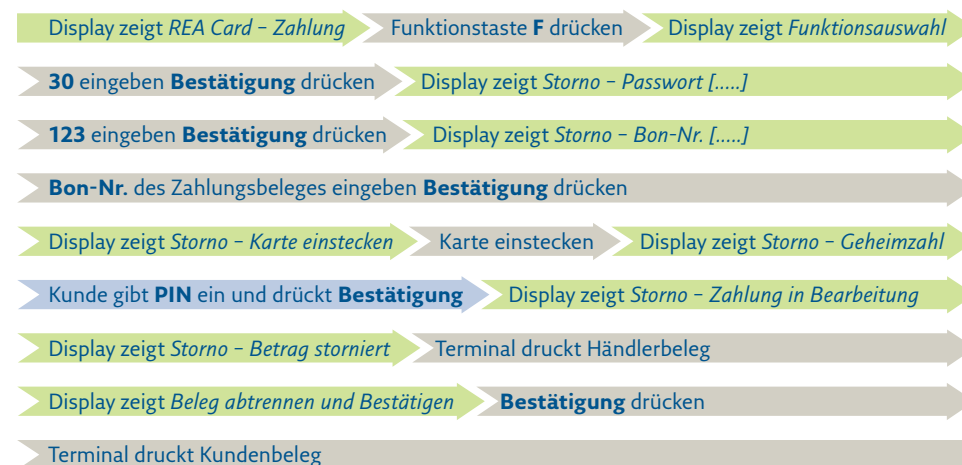 Display zeigt REA Card – Zahlung Funktionstaste F drücken Display zeigt Funktionsauswahl
30 eingeben Bestätigung drücken Display zeigt Storno – Passwort [.....]
123 eingeben Bestätigung drücken Display zeigt Storno – Bon-Nr. [.....]
Bon-Nr. des Zahlungsbeleges eingeben Bestätigung drücken
Display zeigt Storno – Karte einstecken Karte einstecken Display zeigt Storno – Geheimzahl
Kunde gibt PIN ein und drückt Bestätigung Display zeigt Storno – Zahlung in Bearbeitung
Display zeigt Storno – Betrag storniert Terminal druckt Händlerbeleg
Display zeigt Beleg abtrennen und Bestätigen Bestätigung drücken
Terminal druckt Kundenbeleg